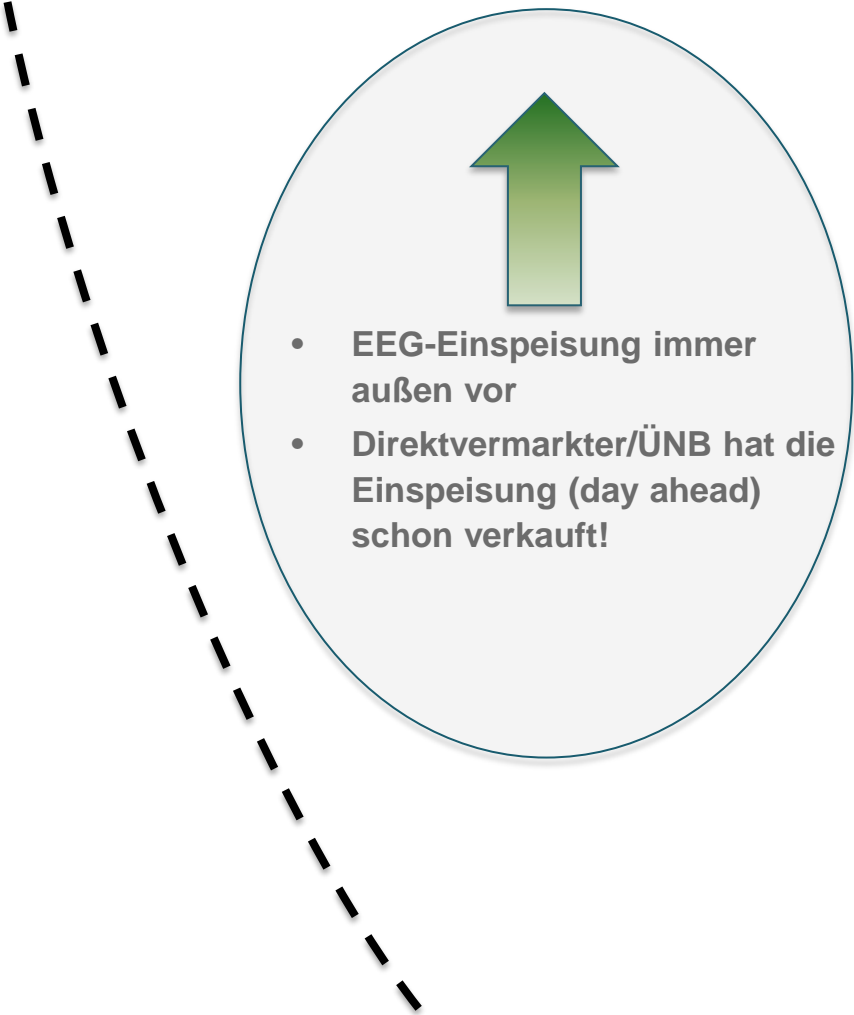 • EEG-Einspeisung immer
außen vor
• Direktvermarkter/ÜNB hat die
Einspeisung (day ahead)
schon verkauft!